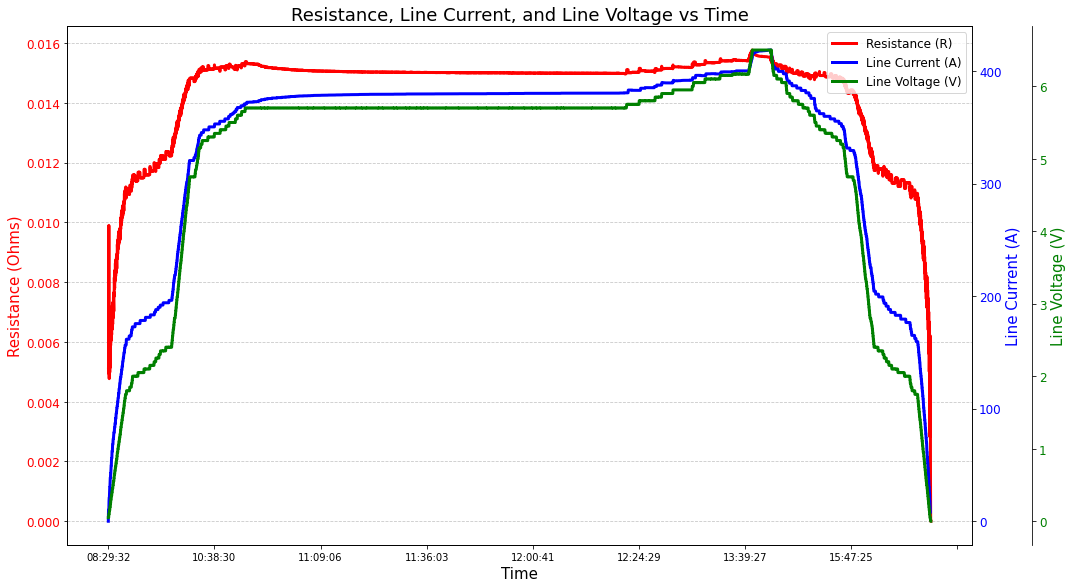 Resistance, Line Current, and Line Voltage vs Time
Resistance (R)
Line Current (A)
Line Voltage (V)
Resistance (Ohms)
0.016
0.014
0.012
0.010
0.008
0.006
0.004
0.002
0.000
400
300
200
100
0
Line Current (A)
6
5
4
3
2
1
0
Line Voltage (V)
08:29:32 10:38:30 11:09:06 11:36:03 12:00:41 12:24:29 13:39:27 15:47:25
Time